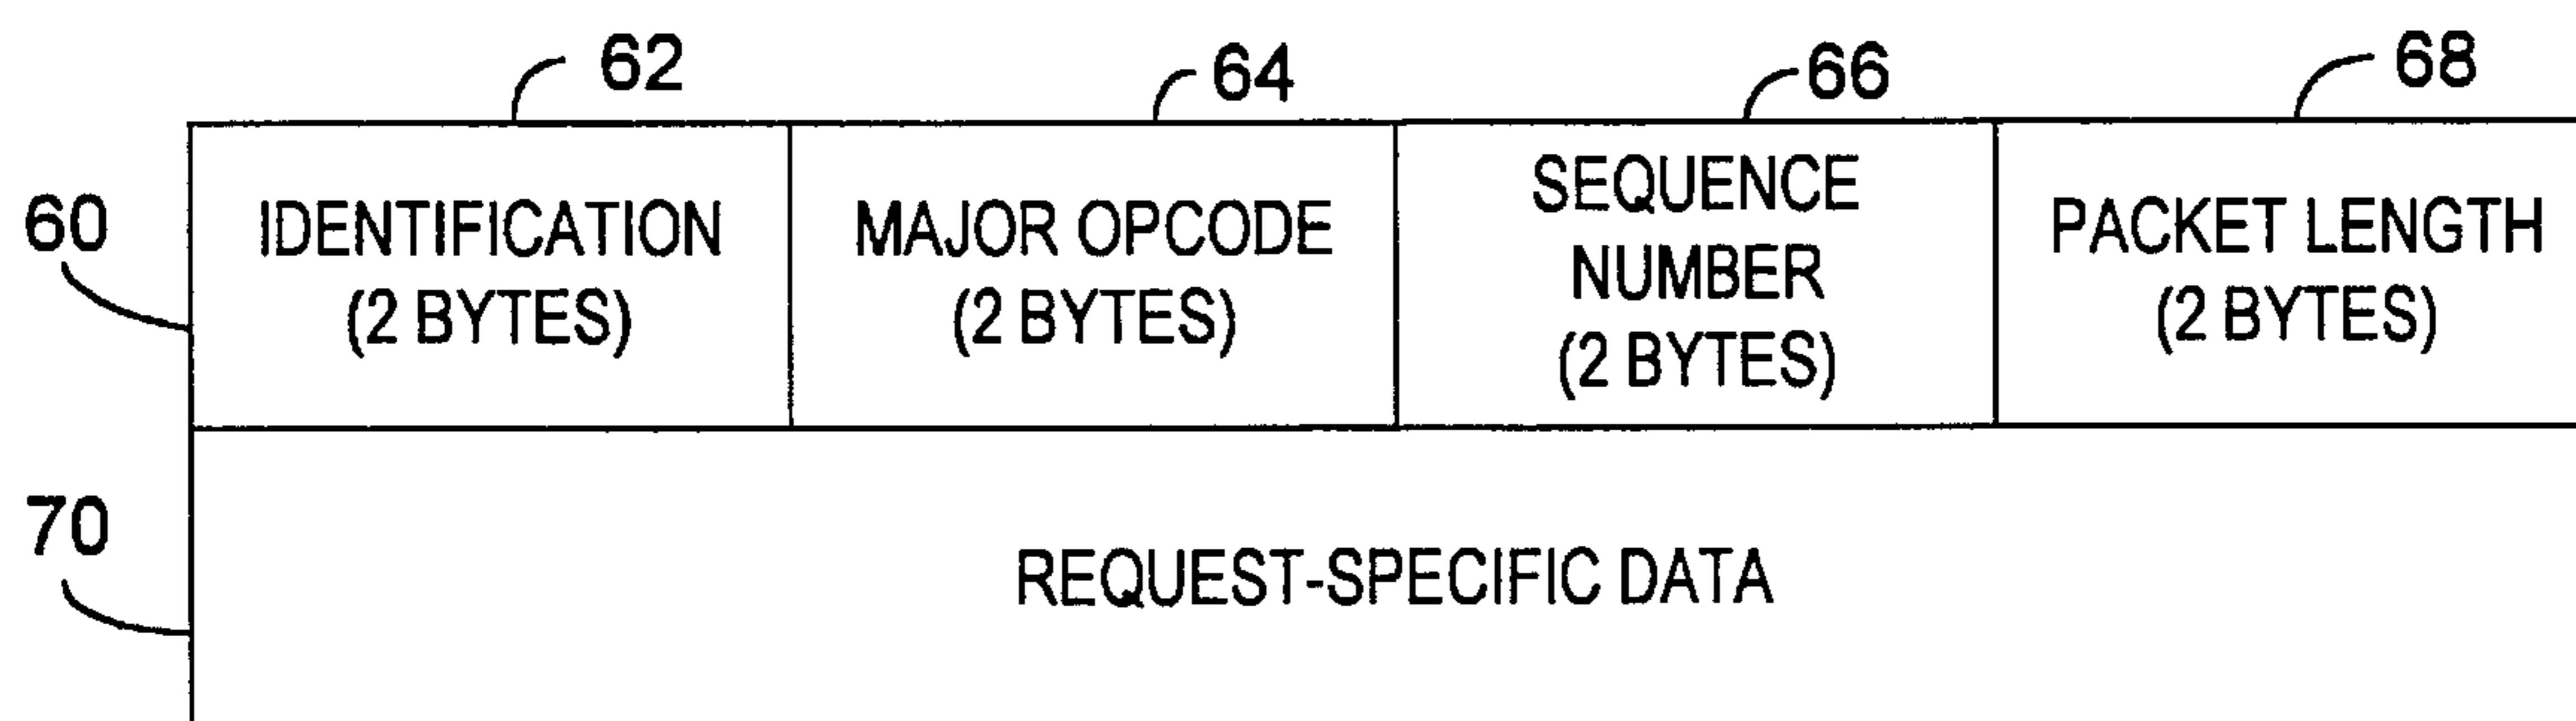 62
64
66
68
60
IDENTIFICATION
(2 BYTES)
MAJOR OPCODE
(2 BYTES)
SEQUENCE
NUMBER
(2 BYTES)
PACKET LENGTH
(2 BYTES)
70
REQUEST-SPECIFIC DATA